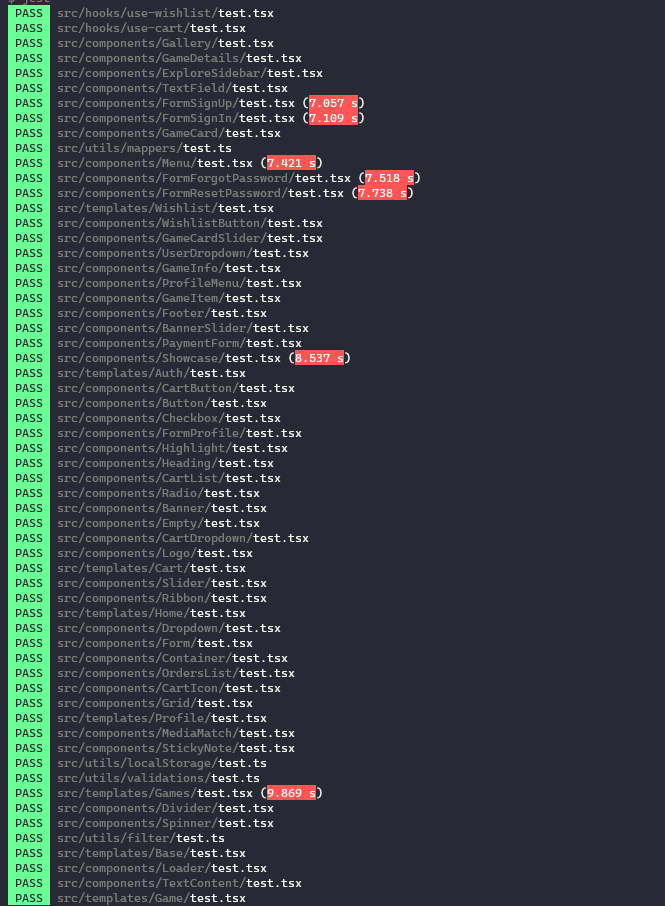 $ jest
PASS src/hooks/use-wishlist/test.tsx
PASS src/hooks/use-cart/test.tsx
PASS src/components/Gallery/test.tsx
PASS src/components/GameDetails/test.tsx
PASS src/components/ExploreSidebar/test.tsx
PASS src/components/TextField/test.tsx
PASS src/components/FormSignUp/test.tsx (7.057 s)
PASS src/components/FormSignIn/test.tsx (7.109 s)
PASS src/components/GameCard/test.tsx
PASS src/utils/mappers/test.ts
PASS src/components/Menu/test.tsx (7.421 s)
PASS src/components/FormForgotPassword/test.tsx (7.518 s)
PASS src/components/FormResetPassword/test.tsx (7.738 s)
PASS src/templates/Wishlist/test.tsx
PASS src/components/WishlistButton/test.tsx
PASS src/components/GameCardSlider/test.tsx
PASS src/components/UserDropdown/test.tsx
PASS src/components/GameInfo/test.tsx
PASS src/components/ProfileMenu/test.tsx
PASS src/components/GameItem/test.tsx
PASS src/components/Footer/test.tsx
PASS src/components/BannerSlider/test.tsx
PASS src/components/PaymentForm/test.tsx
PASS src/components/Showcase/test.tsx (8.537 s)
PASS src/templates/Auth/test.tsx
PASS src/components/CartButton/test.tsx
PASS src/components/Button/test.tsx
PASS src/components/Checkbox/test.tsx
PASS src/components/FormProfile/test.tsx
PASS src/components/Highlight/test.tsx
PASS src/components/Heading/test.tsx
PASS src/components/CartList/test.tsx
PASS src/components/Radio/test.tsx
PASS src/components/Banner/test.tsx
PASS src/components/Empty/test.tsx
PASS src/components/CartDropdown/test.tsx
PASS src/components/Logo/test.tsx
PASS src/templates/Cart/test.tsx
PASS src/components/Slider/test.tsx
PASS src/components/Ribbon/test.tsx
PASS src/templates/Home/test.tsx
PASS src/components/Dropdown/test.tsx
PASS src/components/Form/test.tsx
PASS src/components/Container/test.tsx
PASS src/components/OrdersList/test.tsx
PASS src/components/CartIcon/test.tsx
PASS src/components/Grid/test.tsx
PASS src/templates/Profile/test.tsx
PASS src/components/MediaMatch/test.tsx
PASS src/components/StickyNote/test.tsx
PASS src/utils/localStorage/test.ts
PASS src/utils/validations/test.ts
PASS src/templates/Games/test.tsx (9.869 s)
PASS src/components/Divider/test.tsx
PASS src/components/Spinner/test.tsx
PASS src/utils/filter/test.ts
PASS src/templates/Base/test.tsx
PASS src/components/Loader/test.tsx
PASS src/components/TextContent/test.tsx
PASS src/templates/Game/test.tsx